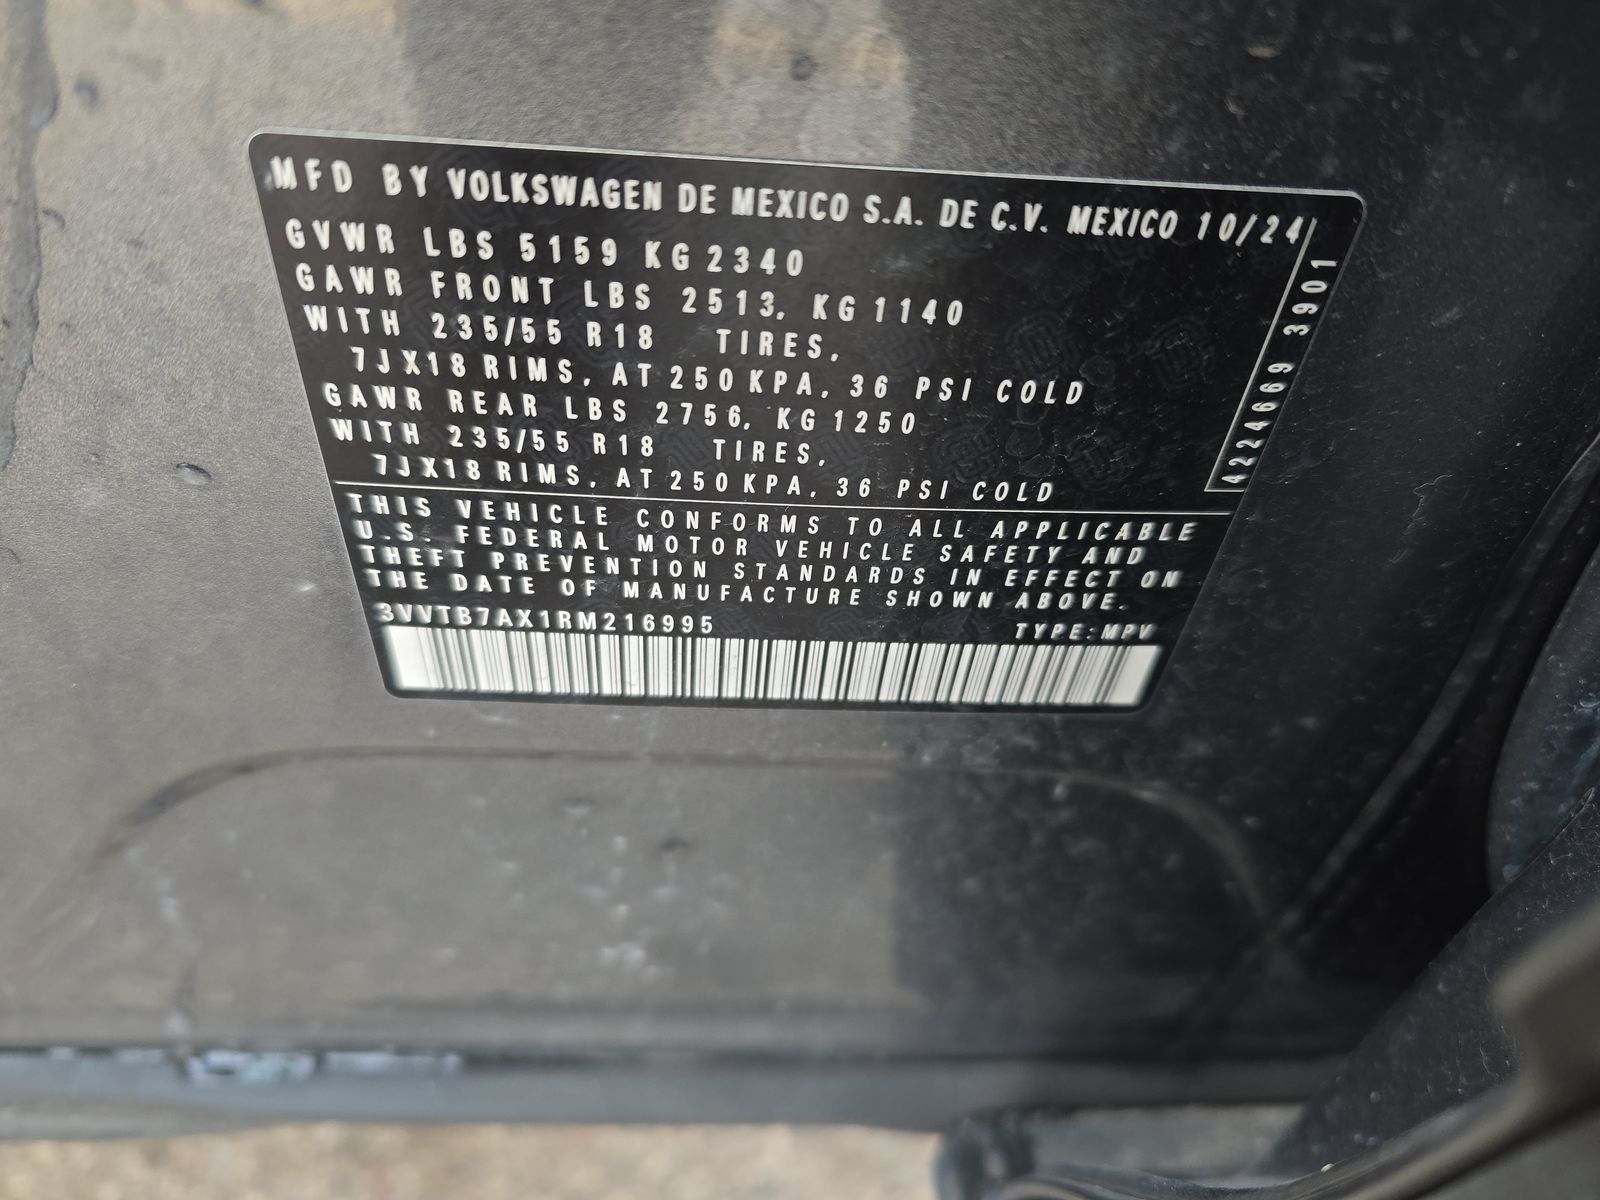 MFD BY VOLKSWAGEN DE MEXICO S.A. DE C.V. MEXICO 10/24
GVWR LBS 5159 KG 2340
GAWR FRONT LBS 2513, KG 1140
WITH 235/55 R18 TIRES,
7JX18 RIMS, AT 250 KPA, 36 PSI COLD
GAWR REAR LBS 2756, KG 1250
WITH 235/55 R18 TIRES,
7JX18 RIMS, AT 250 KPA, 36 PSI COLD
4224669 3901
THIS VEHICLE CONFORMS TO ALL APPLICABLE
U.S. FEDERAL MOTOR VEHICLE SAFETY AND
THEFT PREVENTION STANDARDS IN EFFECT ON
THE DATE OF MANUFACTURE SHOWN ABOVE.
3VVTB7AX1RM216995 TYPE:MPV